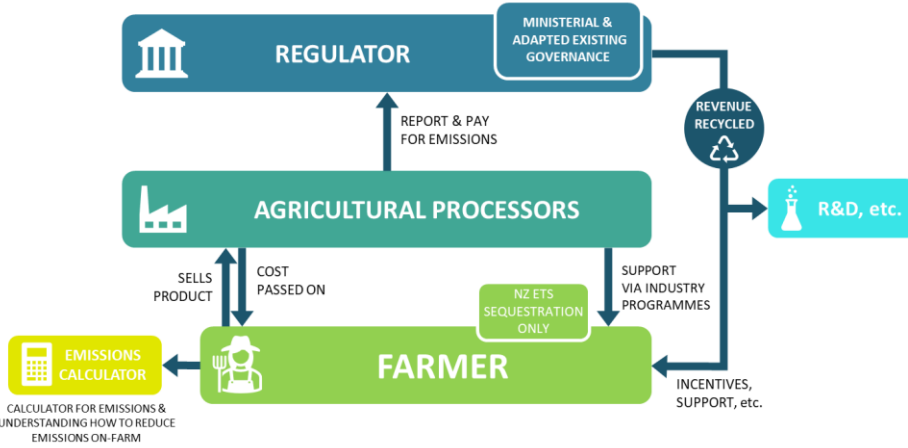 REGULATOR
MINISTERIAL &
ADAPTED EXISTING
GOVERNANCE
REVENUE
RECYCLED
REPORT & PAY
FOR EMISSIONS
AGRICULTURAL PROCESSORS
R&D, etc.
SELLS
PRODUCT
COST
PASSED ON
SUPPORT
VIA INDUSTRY
PROGRAMMES
NZ ETS
SEQUESTRATION
ONLY
FARMER
EMISSIONS
CALCULATOR
INCENTIVES,
SUPPORT, etc.
CALCULATOR FOR EMISSIONS &
UNDERSTANDING HOW TO REDUCE
EMISSIONS ON-FARM